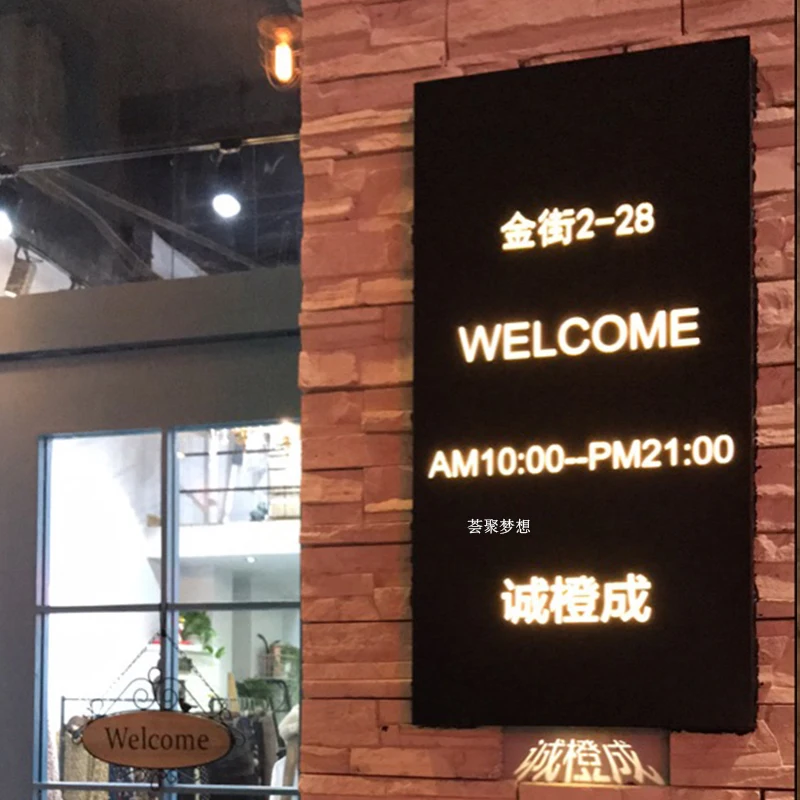 金街2-28
WELCOME
AM10:00--PM21:00
荟聚梦想
诚橙成
诚橙成
Welcome